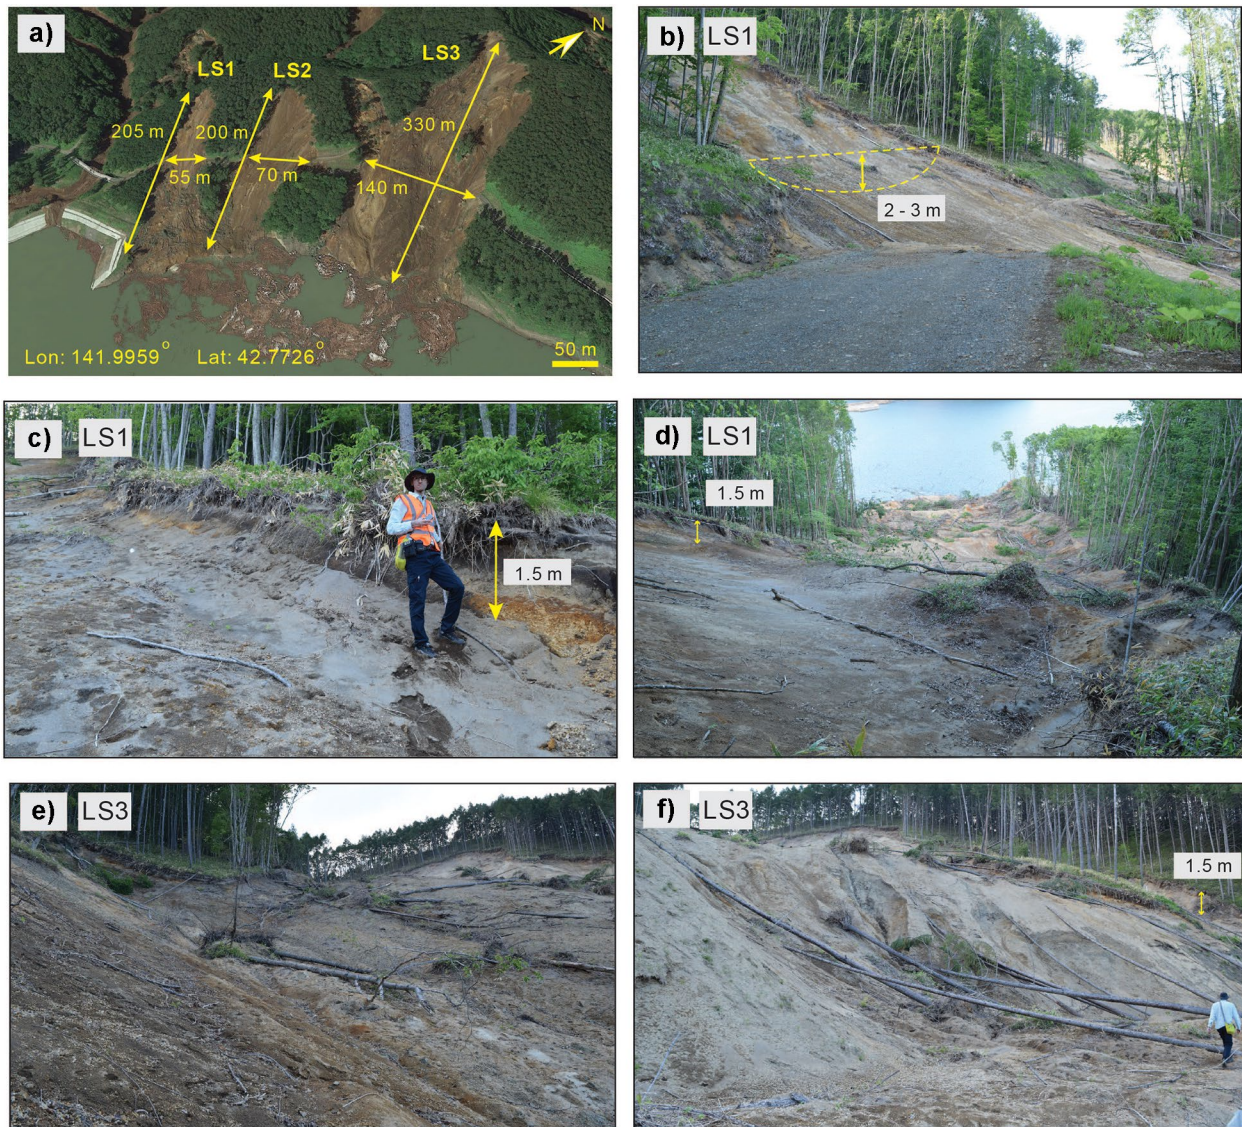 a)
N
LS1
LS2
LS3
205 m
200 m
330 m
55 m
70 m
140 m
Lon: 141.9959°
Lat: 42.7726°
50 m
b) LS1
2 - 3 m
c) LS1
1.5 m
d) LS1
1.5 m
e) LS3
f) LS3
1.5 m